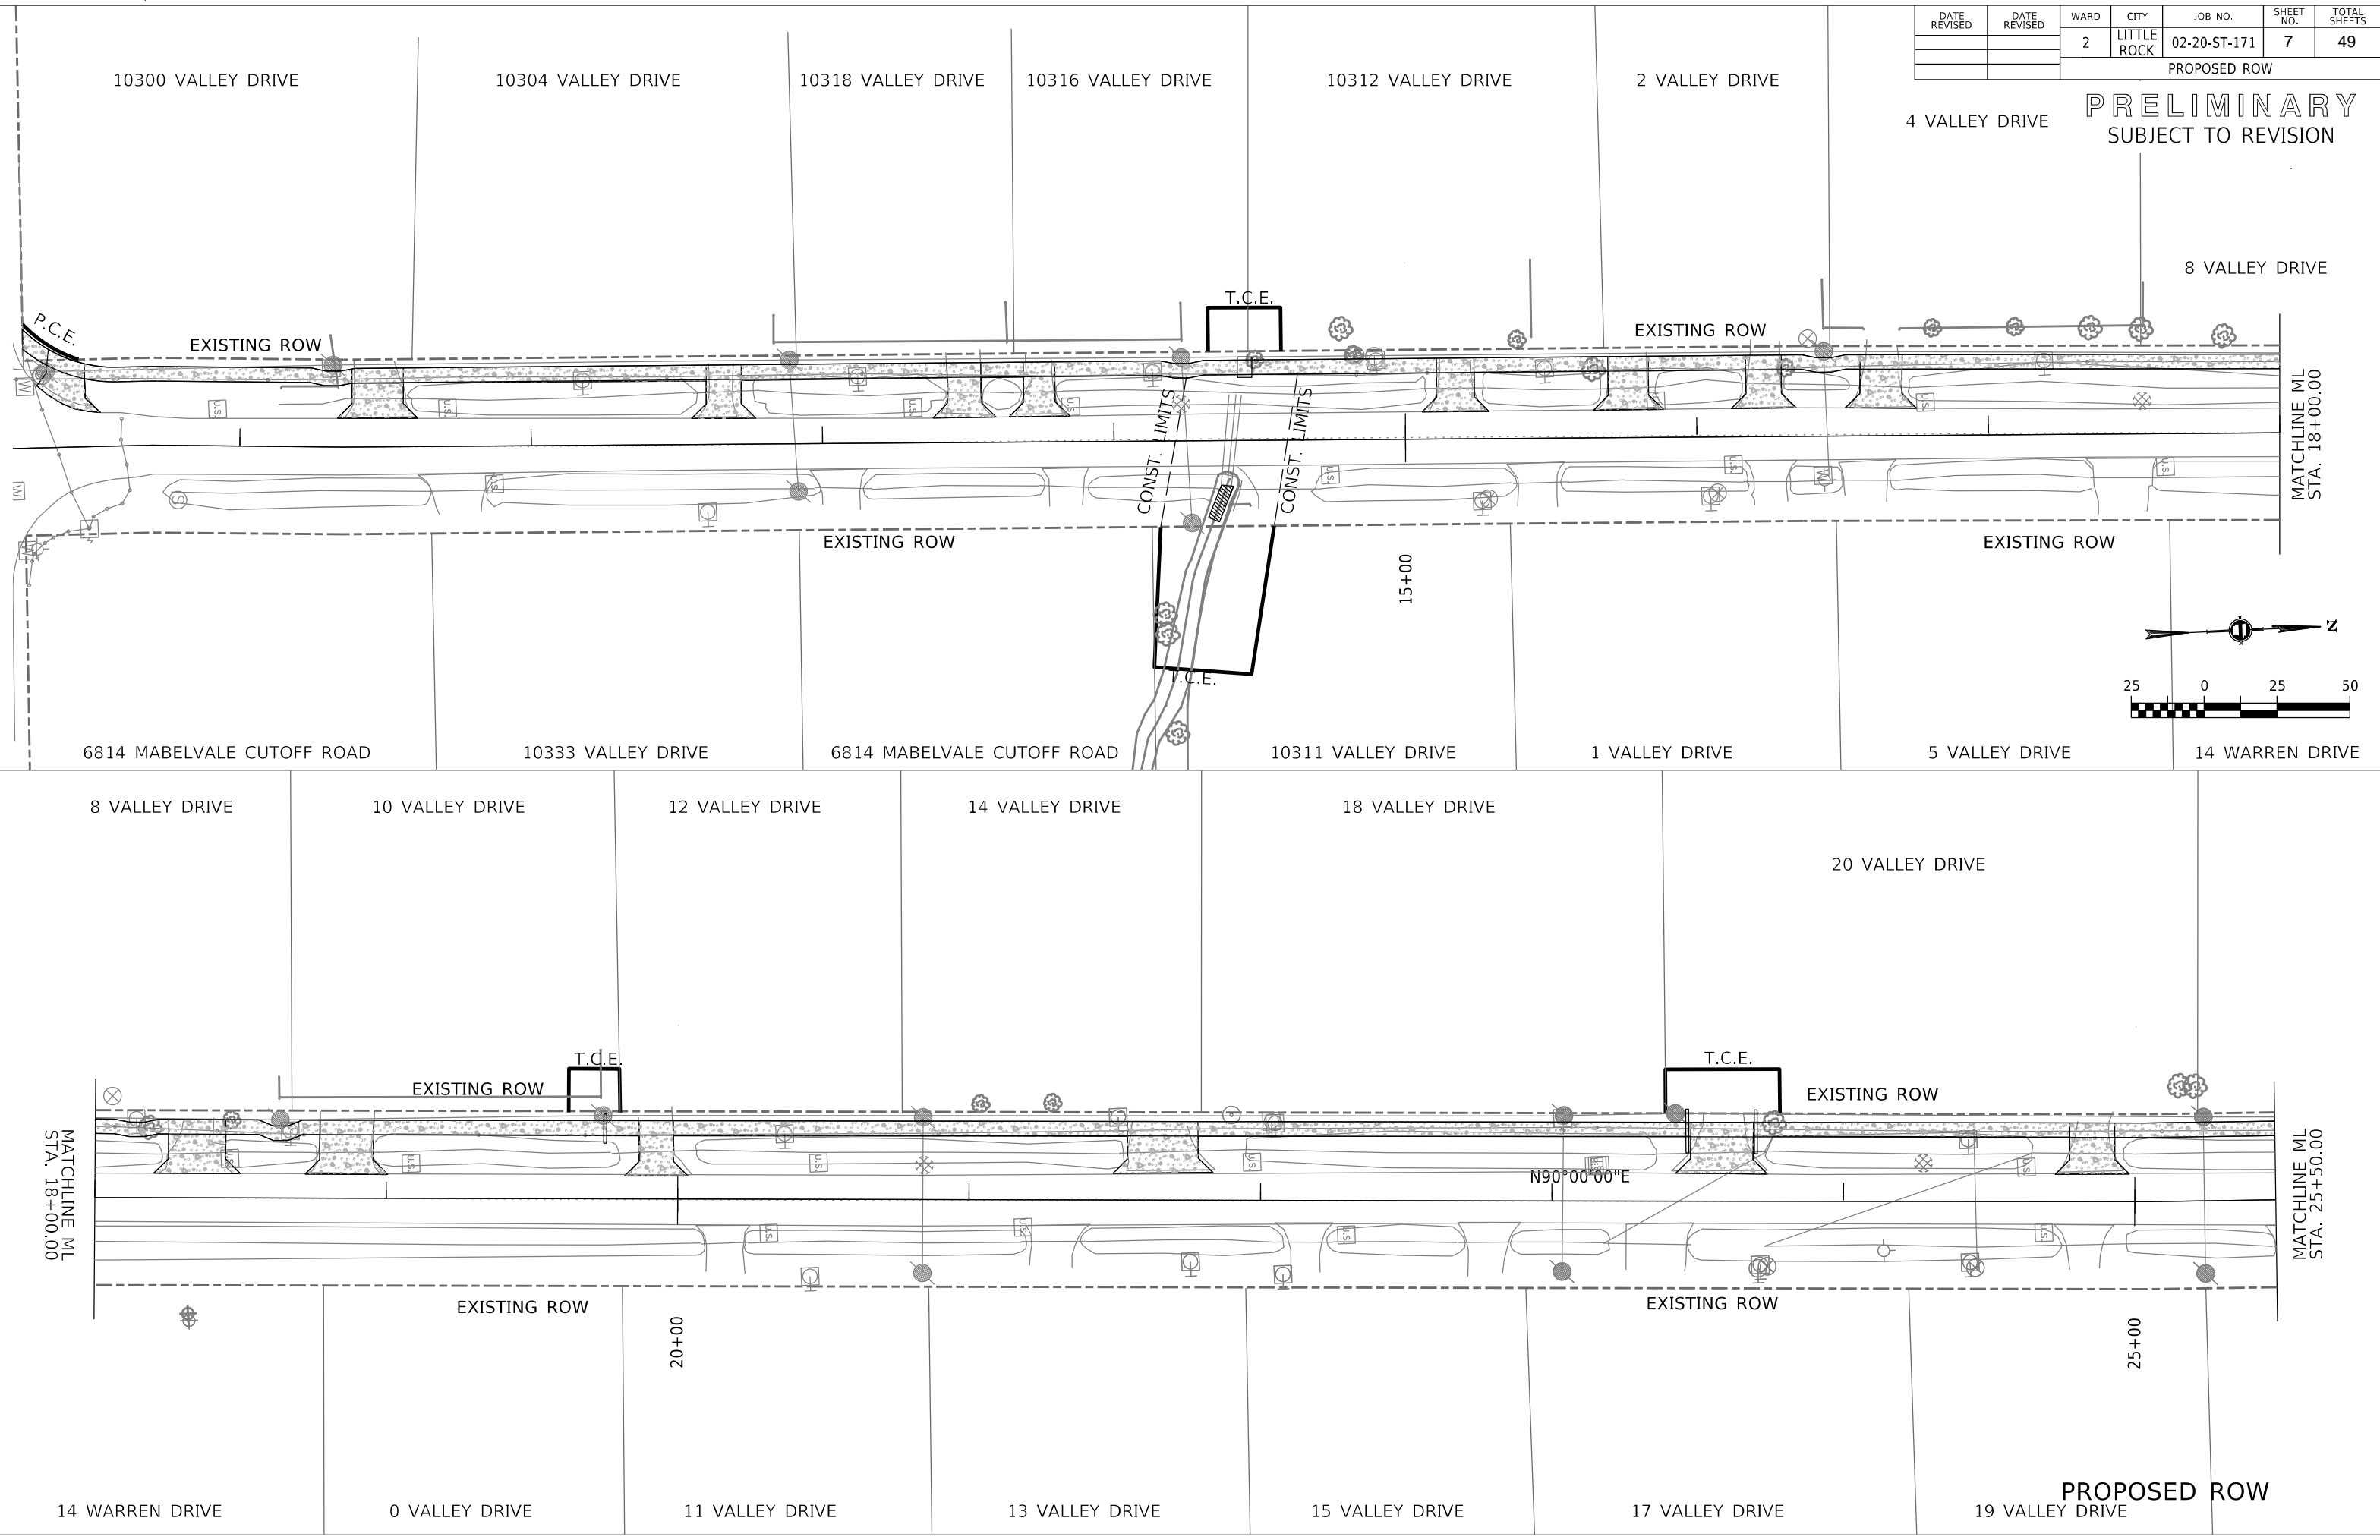 DATE REVISED
DATE REVISED
WARD
CITY
JOB NO.
SHEET NO.
TOTAL SHEETS
2
LITTLE ROCK
02-20-ST-171
7
49
PROPOSED ROW
PRELIMINARY
SUBJECT TO REVISION
10300 VALLEY DRIVE
10304 VALLEY DRIVE
10318 VALLEY DRIVE
10316 VALLEY DRIVE
10312 VALLEY DRIVE
2 VALLEY DRIVE
4 VALLEY DRIVE
8 VALLEY DRIVE
P.C.E.
EXISTING ROW
T.C.E.
EXISTING ROW
W
U.S.
U.S.
U.S.
U.S.
U.S.
CONST. LIMITS
CONST. LIMITS
MATCHLINE ML
STA. 18+00.00
W
S
U.S.
U.S.
U.S.
W
U.S.
EXISTING ROW
15+00
EXISTING ROW
T.C.E.
N
25 0 25 50
6814 MABELVALE CUTOFF ROAD
10333 VALLEY DRIVE
6814 MABELVALE CUTOFF ROAD
10311 VALLEY DRIVE
1 VALLEY DRIVE
5 VALLEY DRIVE
14 WARREN DRIVE
8 VALLEY DRIVE
10 VALLEY DRIVE
12 VALLEY DRIVE
14 VALLEY DRIVE
18 VALLEY DRIVE
20 VALLEY DRIVE
T.C.E.
EXISTING ROW
T.C.E.
EXISTING ROW
MATCHLINE ML
STA. 18+00.00
U.S.
U.S.
U.S.
U.S.
U.S.
N90°00'00"E
MATCHLINE ML
STA. 25+50.00
U.S.
U.S.
U.S.
U.S.
EXISTING ROW
20+00
EXISTING ROW
25+00
14 WARREN DRIVE
0 VALLEY DRIVE
11 VALLEY DRIVE
13 VALLEY DRIVE
15 VALLEY DRIVE
17 VALLEY DRIVE
19 VALLEY DRIVE
PROPOSED ROW